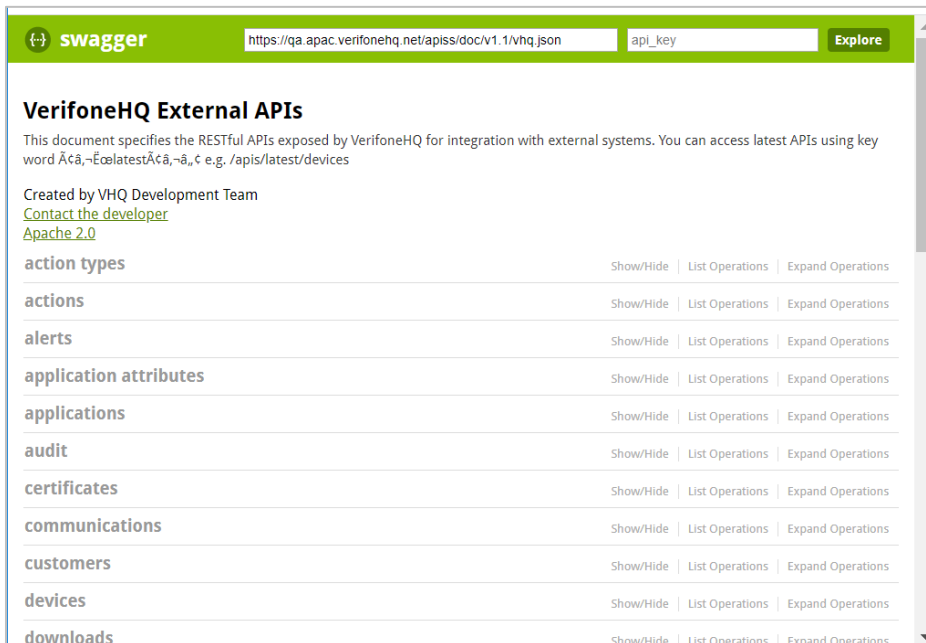 {···} swagger https://qa.apac.verifonehq.net/apiss/doc/v1.1/vhq.json api_key Explore
VerifoneHQ External APIs
This document specifies the RESTful APIs exposed by VerifoneHQ for integration with external systems. You can access latest APIs using key
word Ã¢â‚¬ËœlatestÃ¢â‚¬â„¢ e.g. /apis/latest/devices
Created by VHQ Development Team
Contact the developer
Apache 2.0
action types Show/Hide List Operations Expand Operations
actions Show/Hide List Operations Expand Operations
alerts Show/Hide List Operations Expand Operations
application attributes Show/Hide List Operations Expand Operations
applications Show/Hide List Operations Expand Operations
audit Show/Hide List Operations Expand Operations
certificates Show/Hide List Operations Expand Operations
communications Show/Hide List Operations Expand Operations
customers Show/Hide List Operations Expand Operations
devices Show/Hide List Operations Expand Operations
downloads Show/Hide List Operations Expand Operations